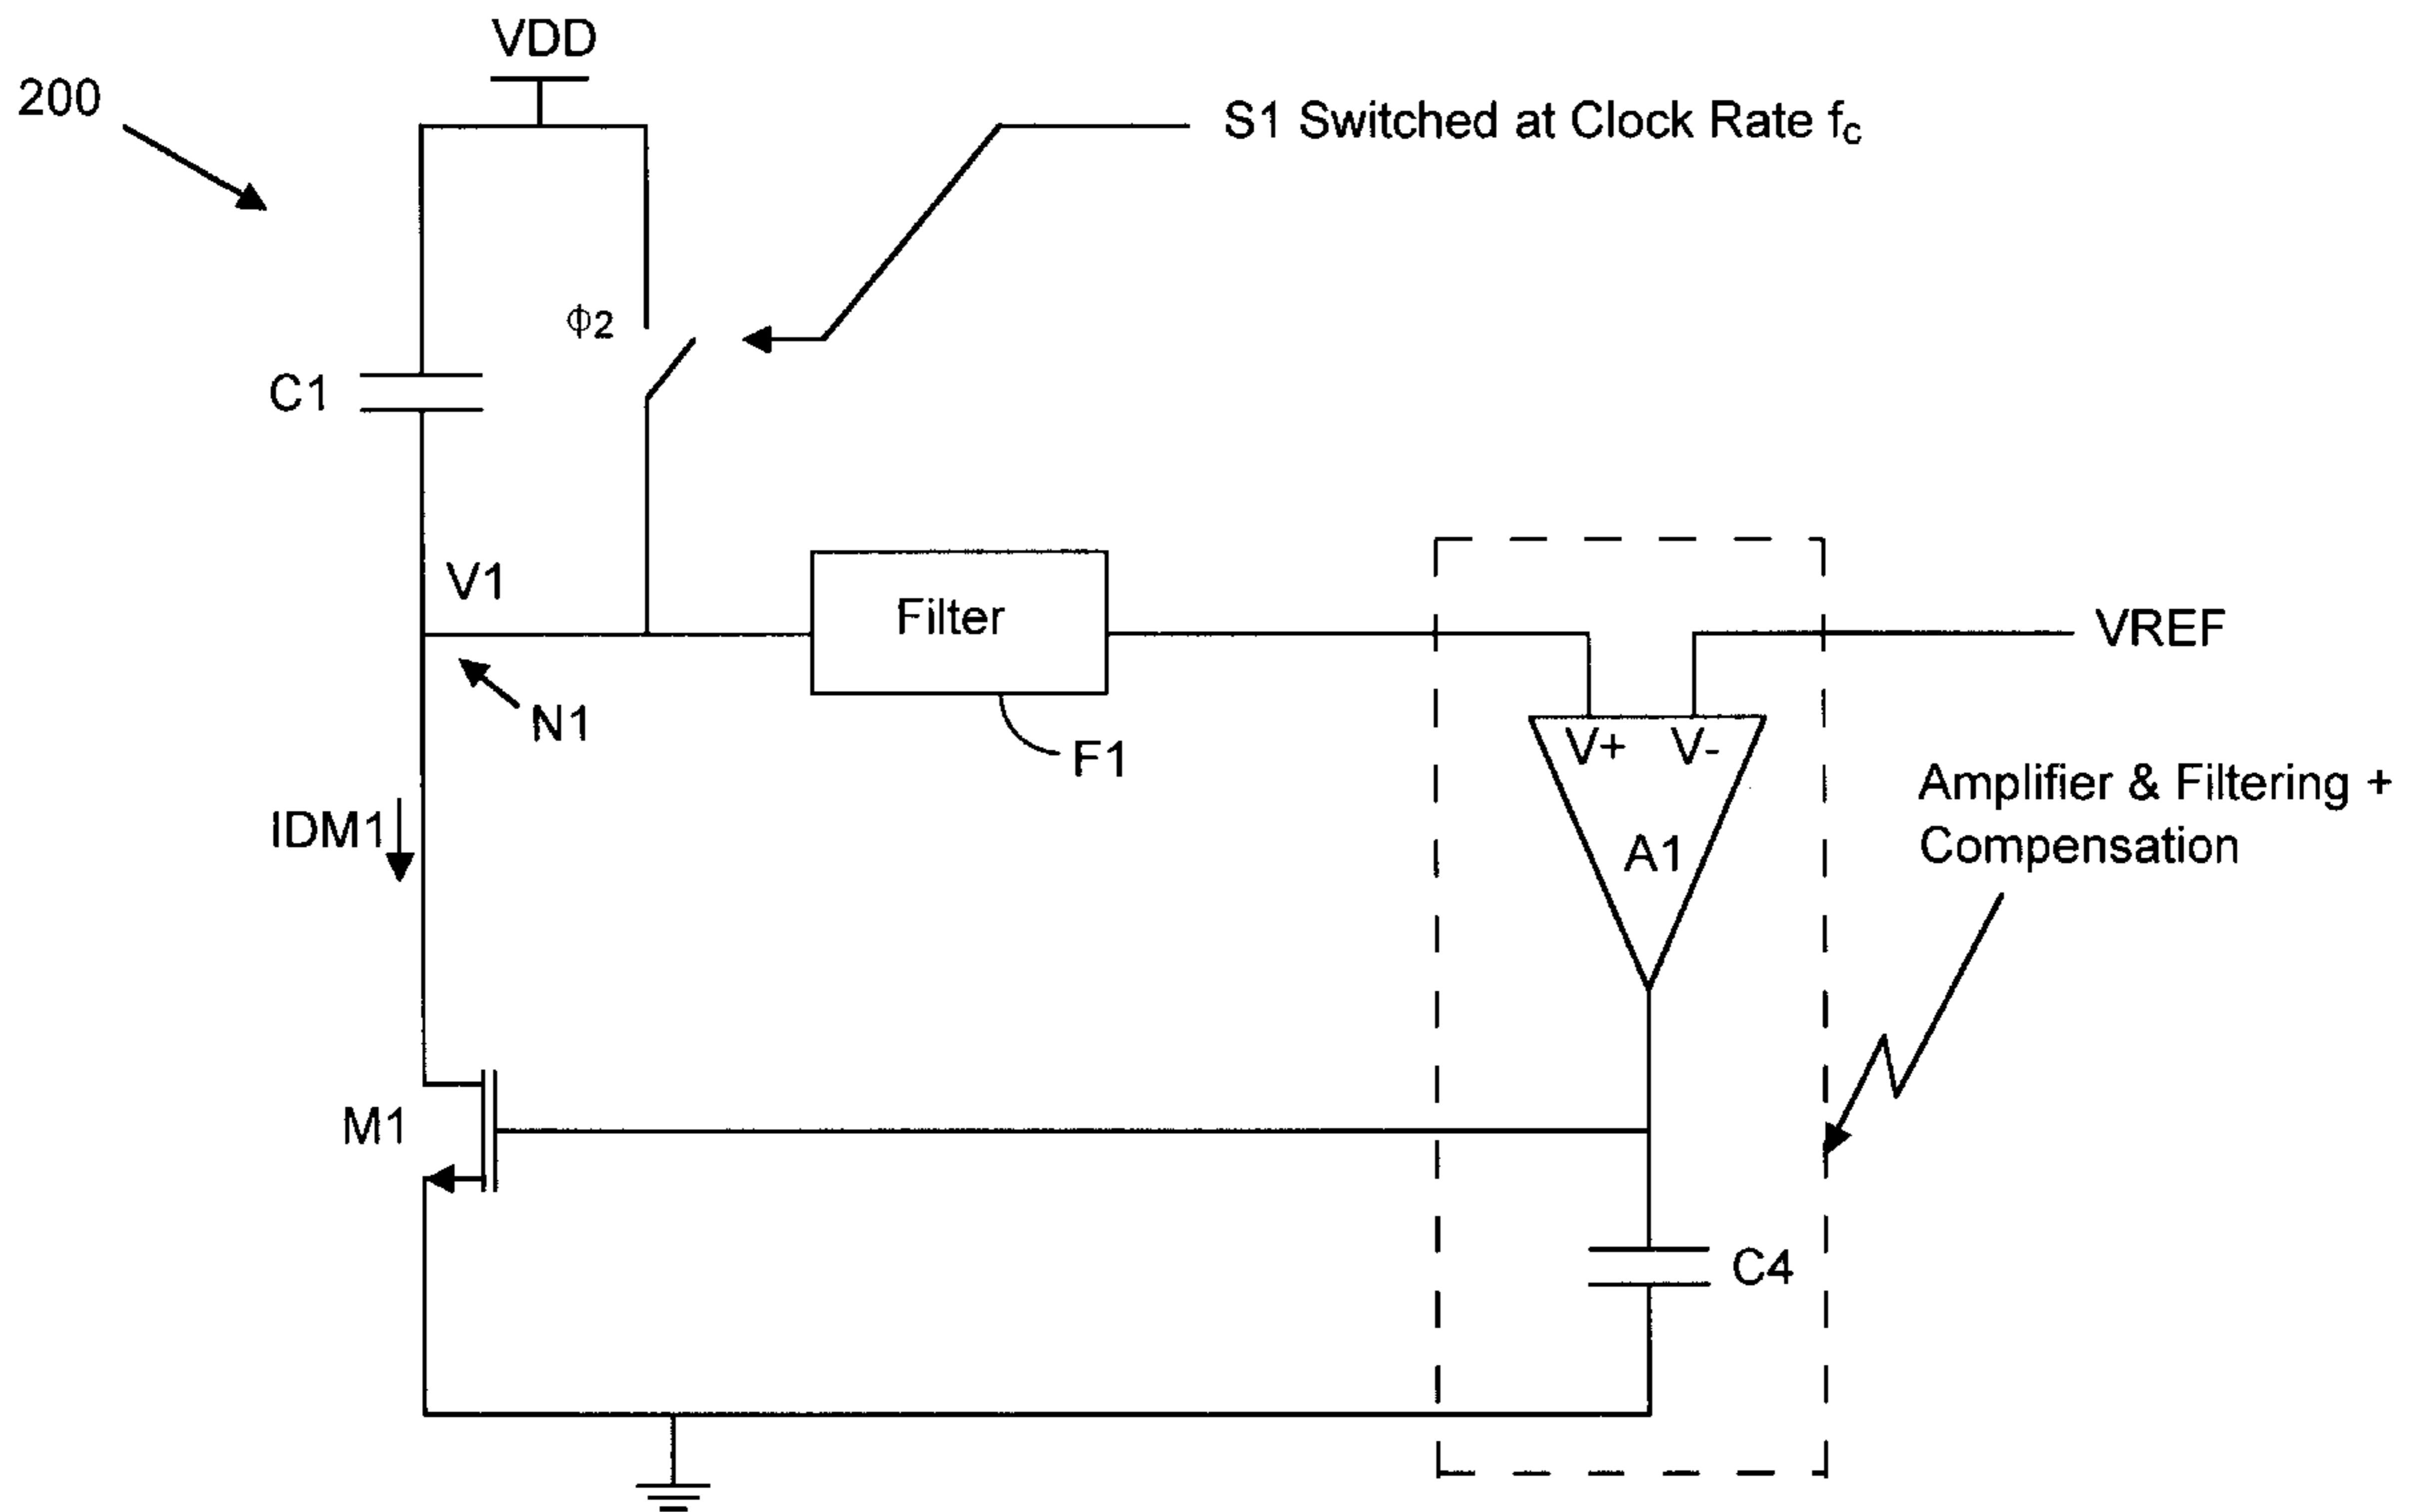 VDD
200
S1 Switched at Clock Rate fc
ϕ2
C1
V1
Filter
VREF
N1
F1
V+ V-
Amplifier & Filtering +
Compensation
IDM1
A1
M1
C4